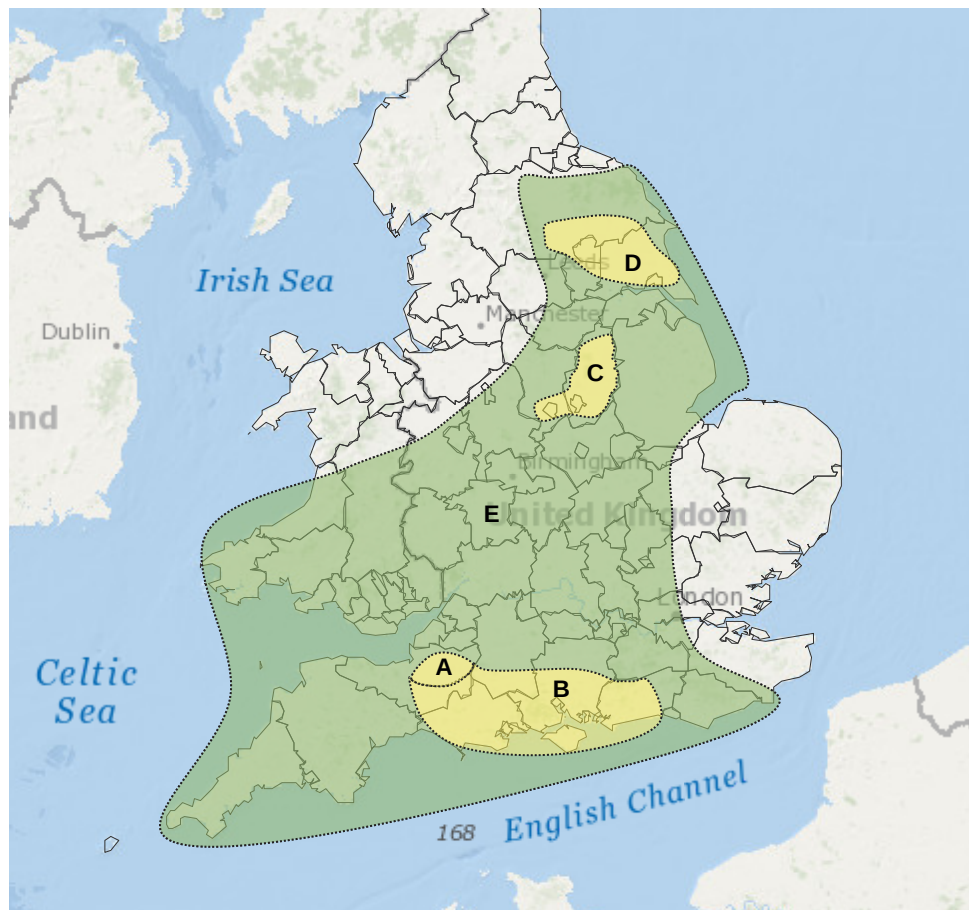 Irish Sea
Dublin
Manchester
Leeds
D
C
and
Birmingham
E
United Kingdom
London
Celtic
Sea
A
B
168
English Channel